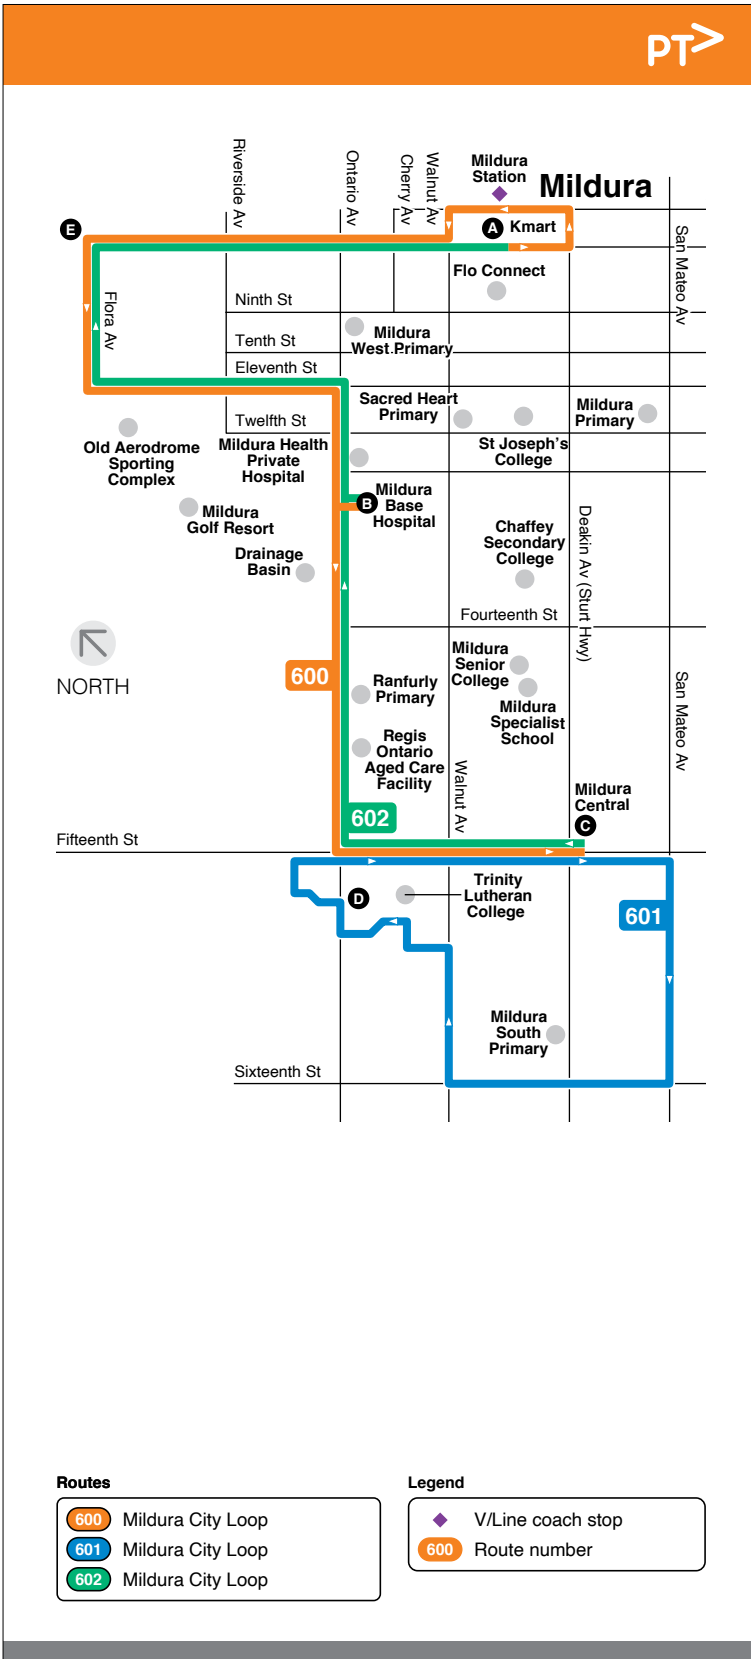 PT>
Riverside Av
Ontario Av
Cherry Av
Walnut Av
Mildura
Station
Mildura
E
A Kmart
San Mateo Av
Flo Connect
Flora Av
Ninth St
Mildura
West Primary
Tenth St
Eleventh St
Sacred Heart
Primary
Mildura
Primary
Twelfth St
Old Aerodrome
Sporting
Complex
Mildura Health
Private
Hospital
St Joseph's
College
B
Mildura
Base
Hospital
Mildura
Golf Resort
Deakin Av (Sturt Hwy)
Chaffey
Secondary
College
Drainage
Basin
Fourteenth St
NORTH
600
Mildura
Senior
College
Ranfurly
Primary
Mildura
Specialist
School
San Mateo Av
Regis
Ontario
Aged Care
Facility
Walnut Av
Mildura
Central
C
602
Fifteenth St
D
Trinity
Lutheran
College
601
Mildura
South
Primary
Sixteenth St
Routes
600 Mildura City Loop
601 Mildura City Loop
602 Mildura City Loop
Legend
V/Line coach stop
600 Route number